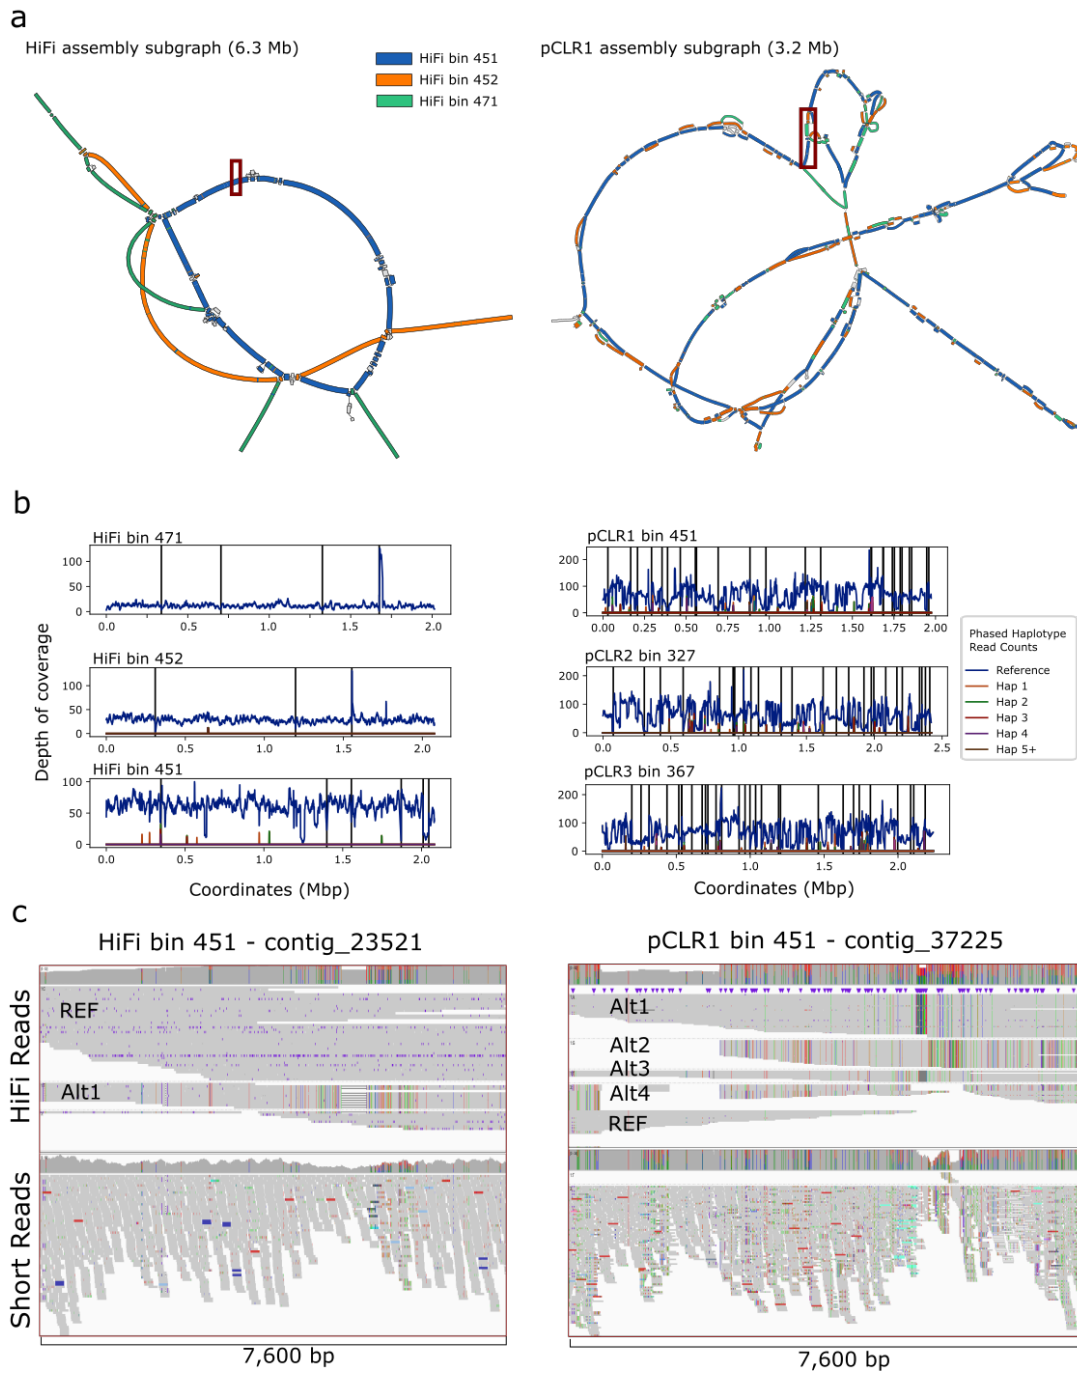 a
HiFi assembly subgraph (6.3 Mb)
HiFi bin 451
HiFi bin 452
HiFi bin 471
pCLR1 assembly subgraph (3.2 Mb)
b
Depth of coverage
HiFi bin 471
100
50
0
0.0 0.5 1.0 1.5 2.0
HiFi bin 452
100
50
0
0.0 0.5 1.0 1.5 2.0
HiFi bin 451
100
50
0
0.0 0.5 1.0 1.5 2.0
Coordinates (Mbp)
pCLR1 bin 451
200
100
0
0.00 0.25 0.50 0.75 1.00 1.25 1.50 1.75 2.00
pCLR2 bin 327
200
100
0
0.0 0.5 1.0 1.5 2.0 2.5
pCLR3 bin 367
200
100
0
0.0 0.5 1.0 1.5 2.0
Coordinates (Mbp)
Phased Haplotype
Read Counts
Reference
Hap 1
Hap 2
Hap 3
Hap 4
Hap 5+
c
HiFi bin 451 - contig_23521
HiFi Reads
REF
Alt1
Short Reads
7,600 bp
pCLR1 bin 451 - contig_37225
Alt1
Alt2
Alt3
Alt4
REF
7,600 bp